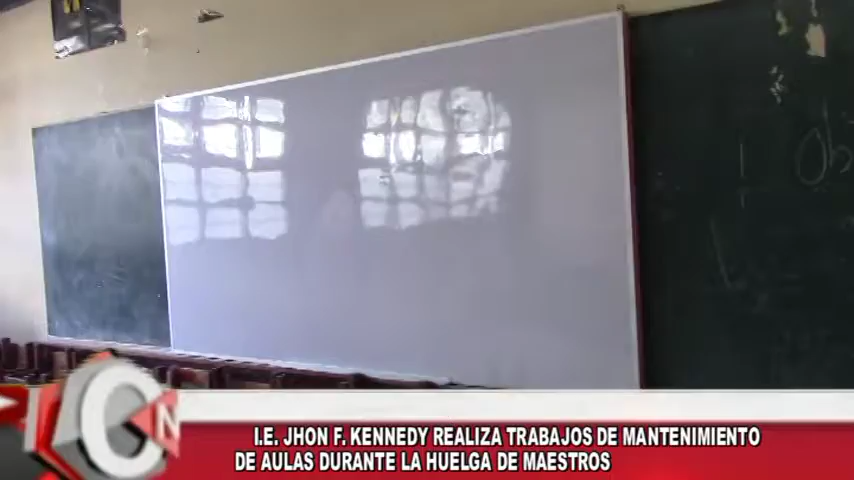 I.E. JHON F. KENNEDY REALIZA TRABAJOS DE MANTENIMIENTO
DE AULAS DURANTE LA HUELGA DE MAESTROS